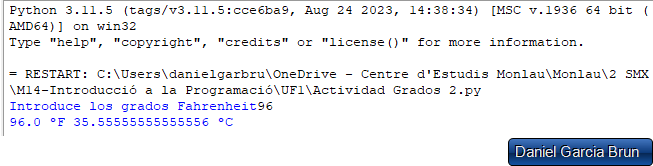 Python 3.11.5 (tags/v3.11.5:cce6ba9, Aug 24 2023, 14:38:34) [MSC v.1936 64 bit (
AMD64)] on win32
Type "help", "copyright", "credits" or "license()" for more information.
= RESTART: C:\Users\danielgarbru\OneDrive - Centre d'Estudis Monlau\Monlau\2 SMX
\M14-Introducció a la Programació\UF1\Actividad Grados 2.py
Introduce los grados Fahrenheit96
96.0 °F 35.55555555555556 °C
Daniel Garcia Brun